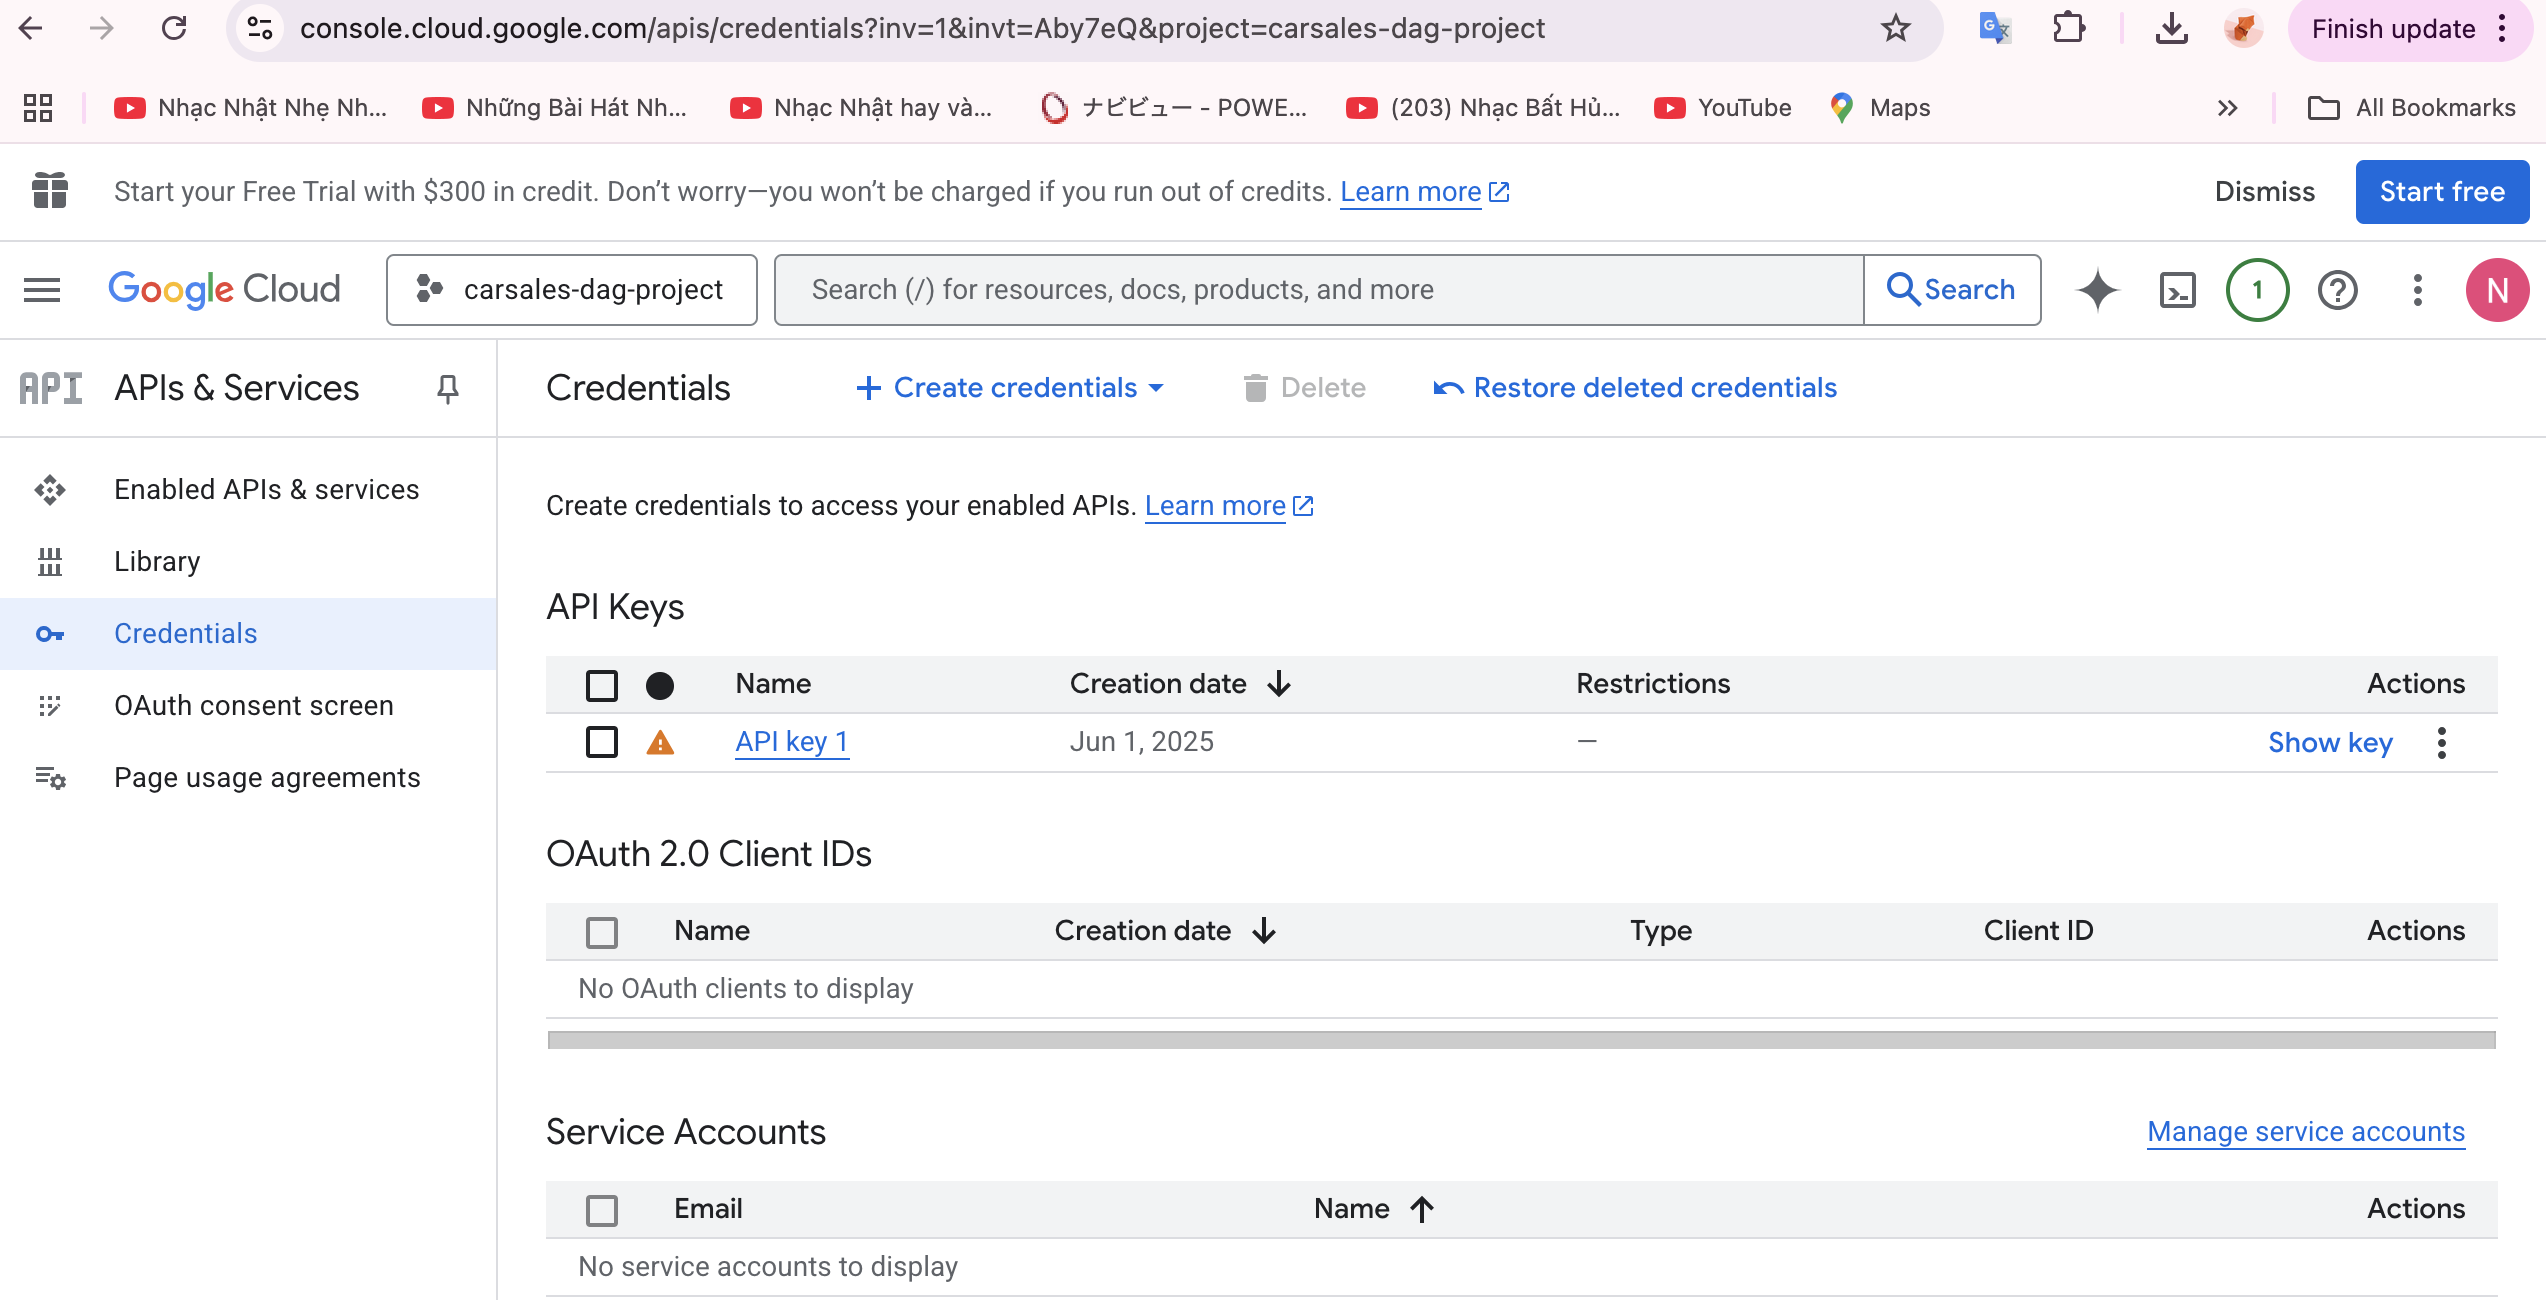 console.cloud.google.com/apis/credentials?inv=1&invt=Aby7eQ&project=carsales-dag-project
Finish update
Nhạc Nhật Nhẹ Nh...
Những Bài Hát Nh...
Nhạc Nhật hay và...
ナビビュー - POWE...
(203) Nhạc Bất Hủ...
YouTube
Maps
All Bookmarks
Start your Free Trial with $300 in credit. Don’t worry—you won’t be charged if you run out of credits. Learn more
Dismiss
Start free
Google Cloud
carsales-dag-project
Search (/) for resources, docs, products, and more
Search
1
N
API
APIs & Services
Credentials
Create credentials
Delete
Restore deleted credentials
Enabled APIs & services
Library
Credentials
OAuth consent screen
Page usage agreements
Create credentials to access your enabled APIs. Learn more
API Keys
Name Creation date Restrictions Actions
API key 1 Jun 1, 2025 — Show key
OAuth 2.0 Client IDs
Name Creation date Type Client ID Actions
No OAuth clients to display
Service Accounts
Manage service accounts
Email Name Actions
No service accounts to display